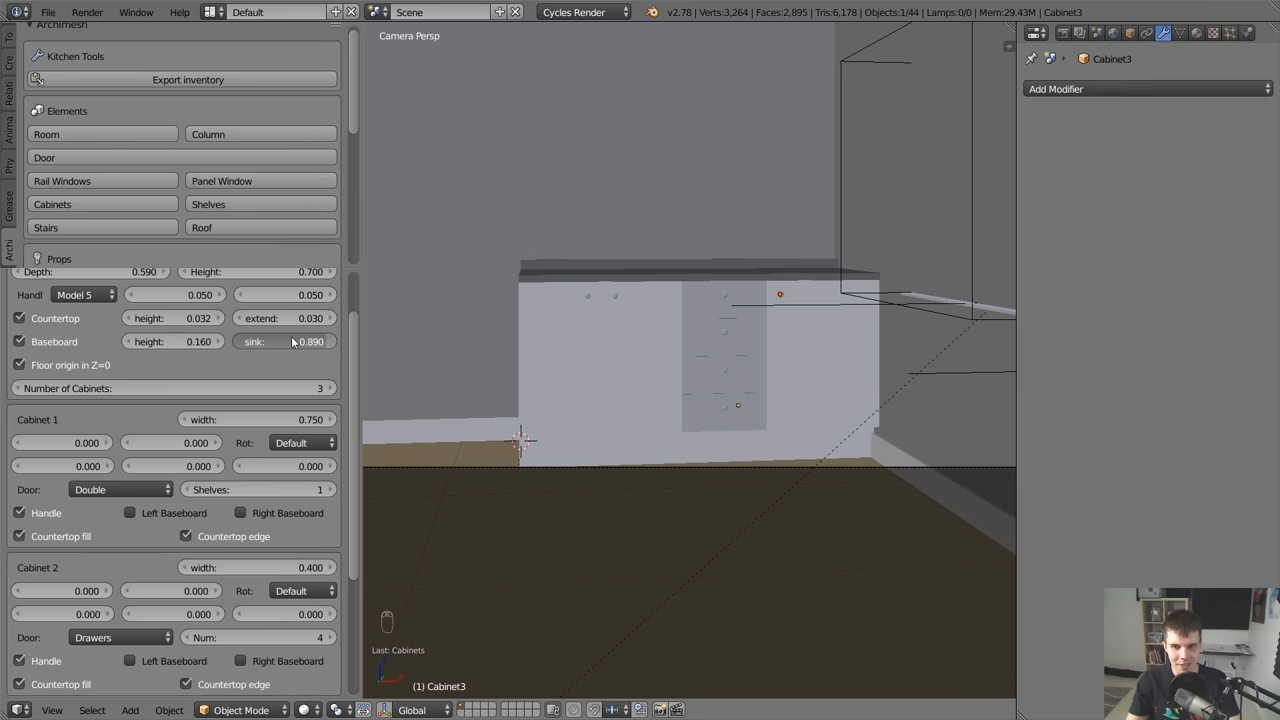 File Render Window Help Default Scene Cycles Render v2.78 | Verts:3,264 | Faces:2,895 | Tris:6,178 | Objects:1/44 | Lamps:0/0 | Mem:29.43M | Cabinet3
Archimesh
Kitchen Tools
Export inventory
Elements
Room Column
Door
Rail Windows Panel Window
Cabinets Shelves
Stairs Roof
Props
Depth: 0.590 Height: 0.700
Handl Model 5 0.050 0.050
Countertop height: 0.032 extend: 0.030
Baseboard height: 0.160 sink: 0.890
Floor origin in Z=0
Number of Cabinets: 3
Cabinet 1 width: 0.750
0.000 0.000 Rot: Default
0.000 0.000 0.000
Door: Double Shelves: 1
Handle Left Baseboard Right Baseboard
Countertop fill Countertop edge
Cabinet 2 width: 0.400
0.000 0.000 Rot: Default
0.000 0.000 0.000
Door: Drawers Num: 4
Handle Left Baseboard Right Baseboard
Countertop fill Countertop edge
To
Cre
Relati
Anima
Phy
Grease
Archi
Camera Persp
Last: Cabinets
(1) Cabinet3
View Select Add Object Object Mode Global
Cabinet3
Add Modifier